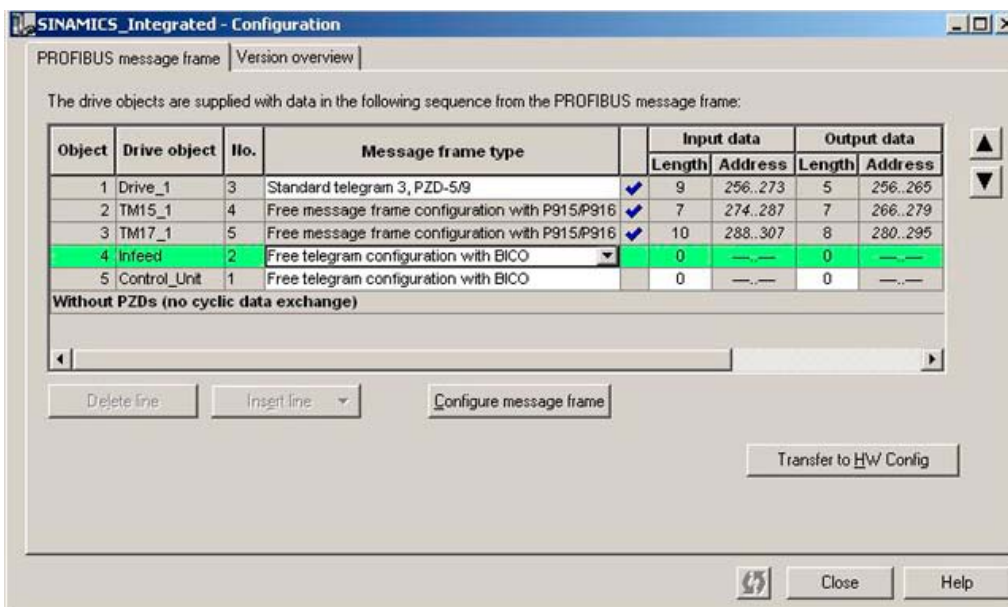 SINAMICS_Integrated - Configuration
PROFIBUS message frame Version overview
The drive objects are supplied with data in the following sequence from the PROFIBUS message frame:
Object Drive object No. Message frame type Input data Output data
Length Address Length Address
1 Drive_1 3 Standard telegram 3, PZD-5/9 9 256..273 5 256..265
2 TM15_1 4 Free message frame configuration with P915/P916 7 274..287 7 266..279
3 TM17_1 5 Free message frame configuration with P915/P916 10 288..307 8 280..295
4 Infeed 2 Free telegram configuration with BICO 0 ---..--- 0 ---..---
5 Control_Unit 1 Free telegram configuration with BICO 0 ---..--- 0 ---..---
Without PZDs (no cyclic data exchange)
Delete line Insert line Configure message frame
Transfer to HW Config
Close Help